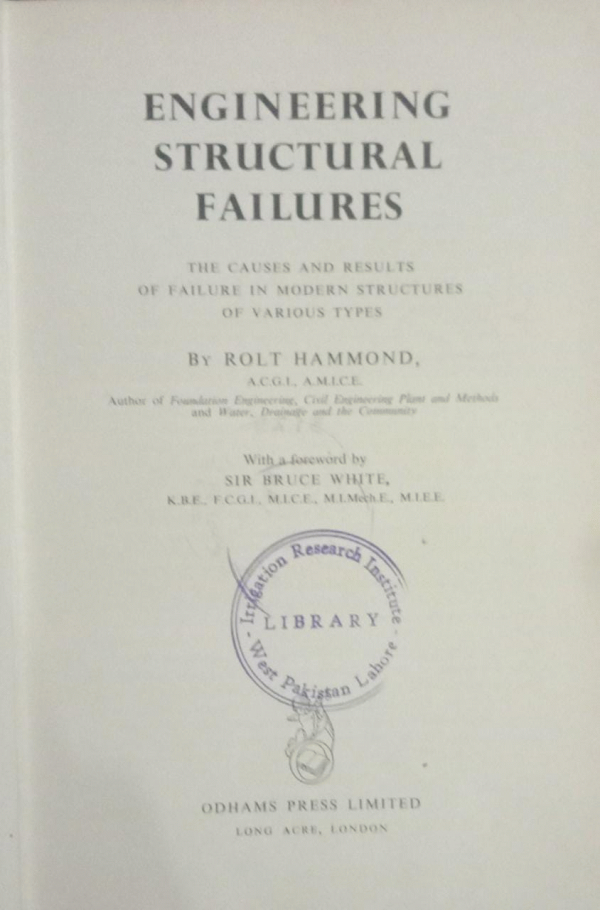 ENGINEERING
STRUCTURAL
FAILURES
THE CAUSES AND RESULTS
OF FAILURE IN MODERN STRUCTURES
OF VARIOUS TYPES
BY ROLT HAMMOND,
A.C.G.I., A.M.I.C.E.
Author of Foundation Engineering, Civil Engineering Plant and Methods
and Water, Drainage and the Community
With a foreword by
SIR BRUCE WHITE,
K.B.E., F.C.G.I., M.I.C.E., M.I.Mech.E., M.I.E.E.
Irrigation Research Institute
LIBRARY
- West Pakistan Lahore -
ODHAMS PRESS LIMITED
LONG ACRE, LONDON